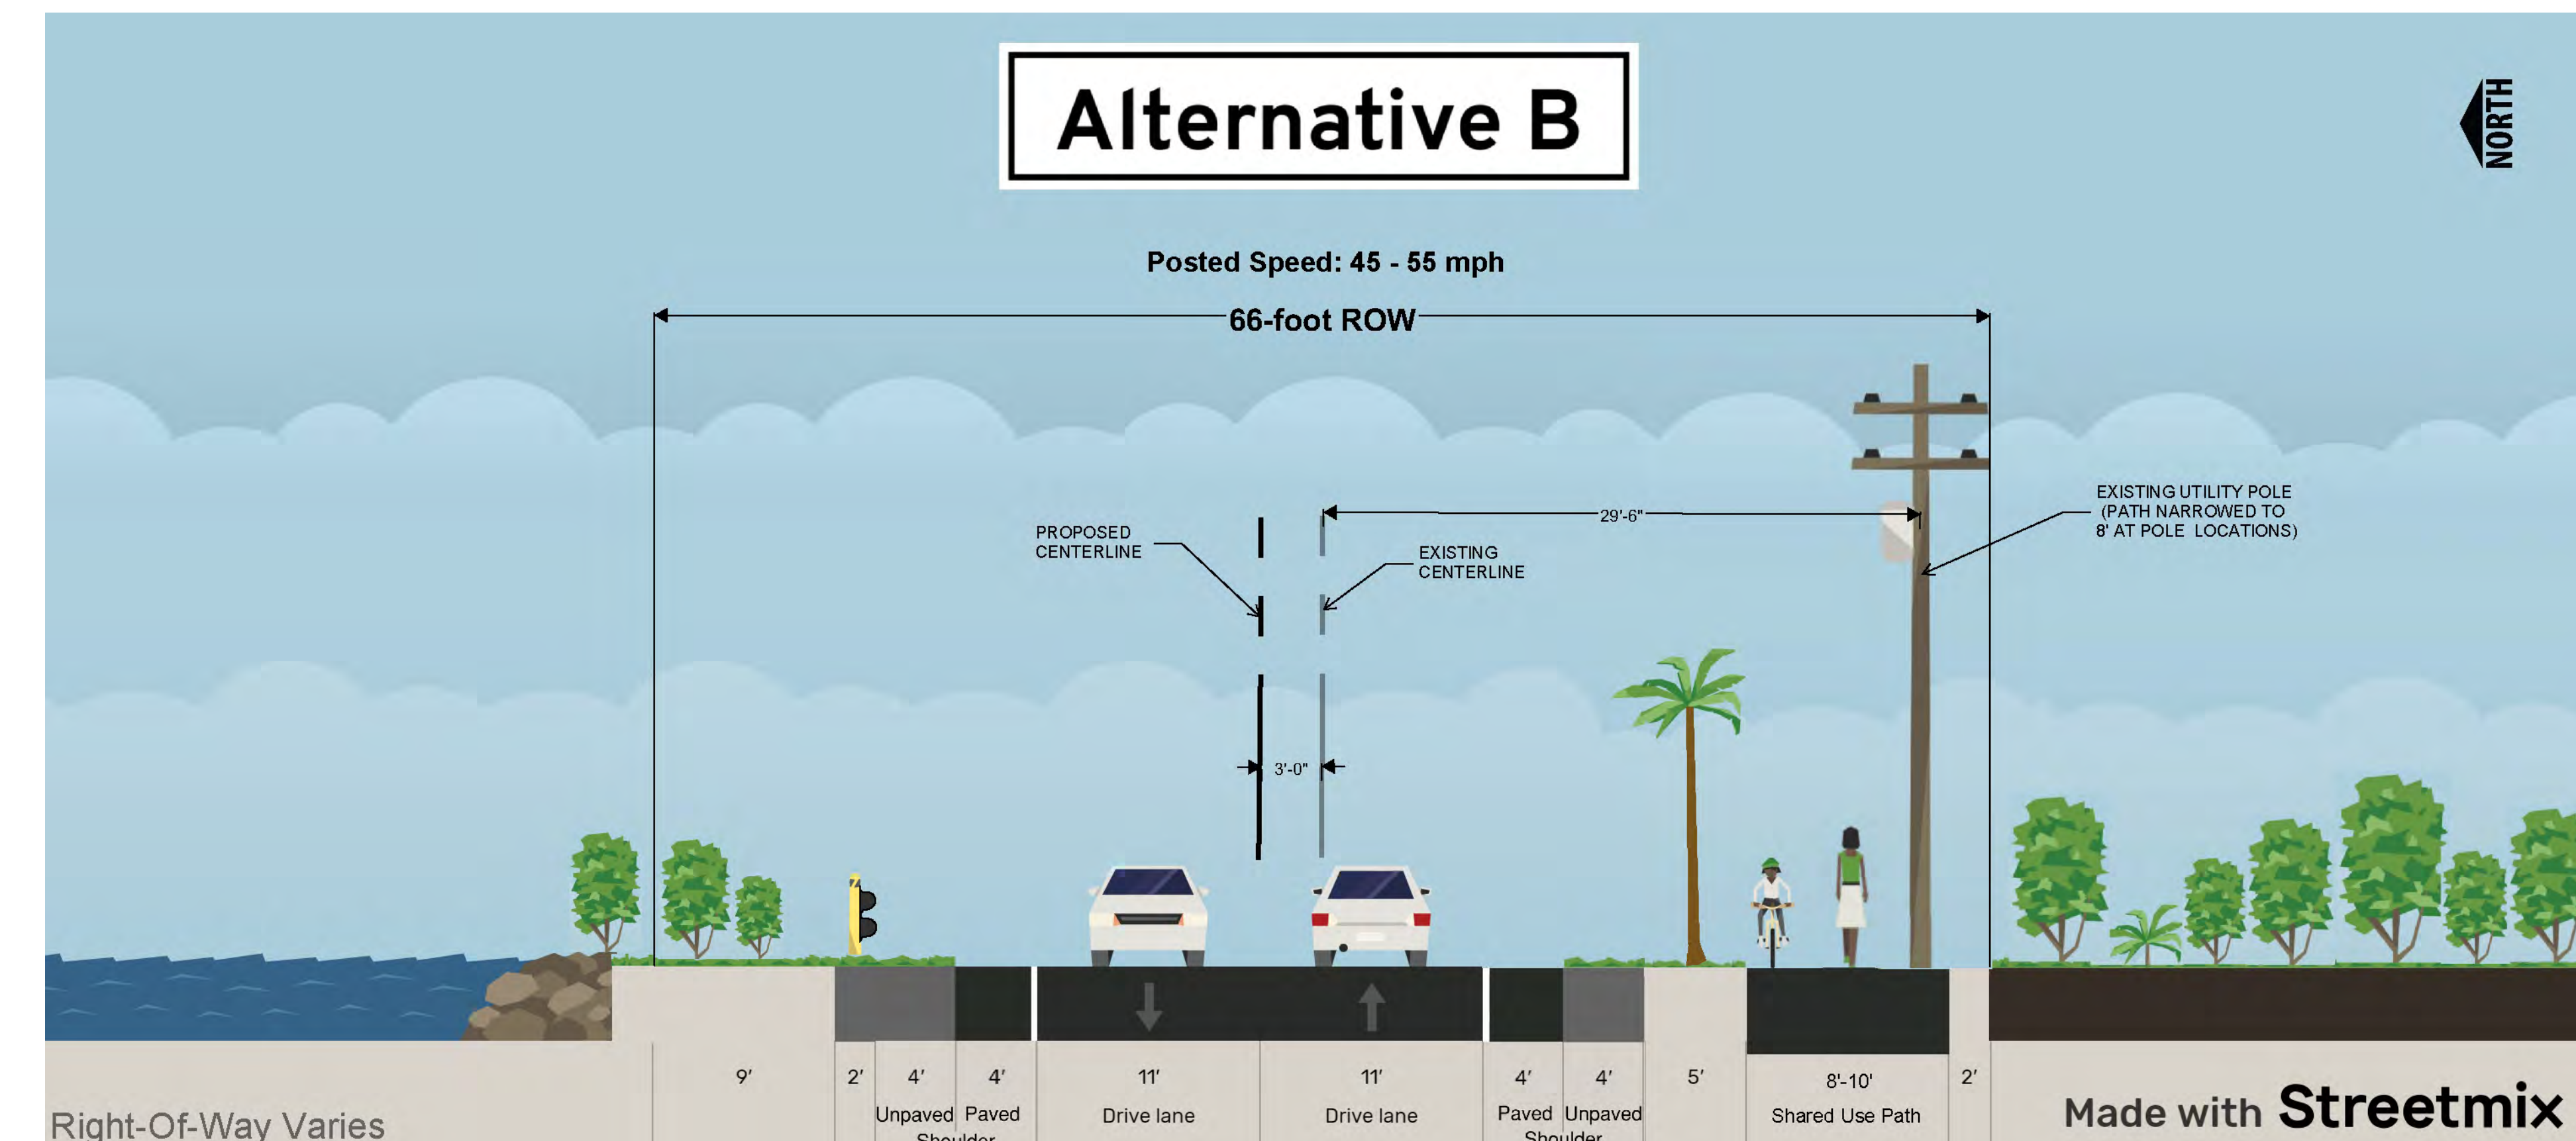 Alternative B
NORTH
Posted Speed: 45 - 55 mph
66-foot ROW
EXISTING UTILITY POLE
(PATH NARROWED TO
8' AT POLE LOCATIONS)
29'-6"
PROPOSED
CENTERLINE
EXISTING
CENTERLINE
3'-0"
9' 2' 4' 4' 11' 11' 4' 4' 5' 8'-10' 2'
Unpaved Paved Drive lane Drive lane Paved Unpaved Shared Use Path
Shoulder Shoulder
Right-Of-Way Varies
Made with Streetmix